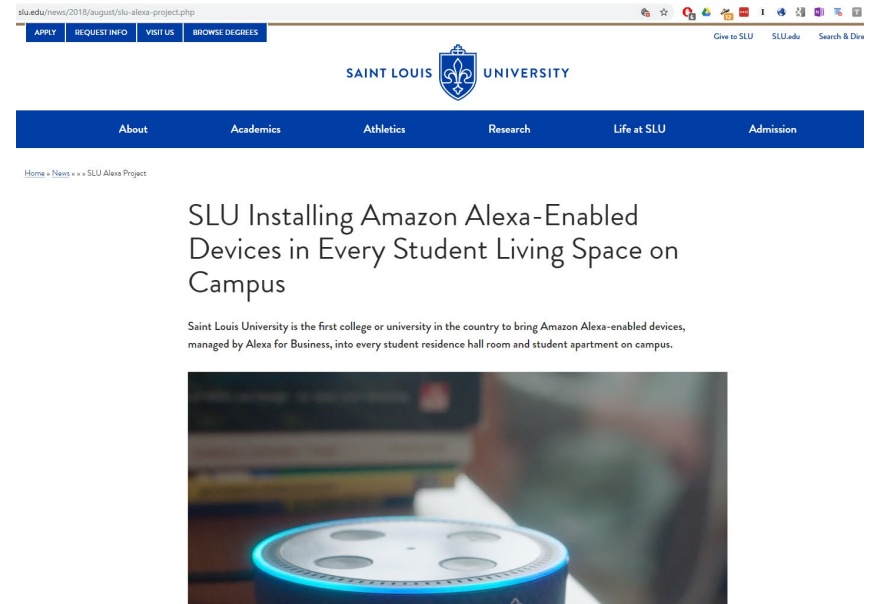 slu.edu/news/2018/august/slu-alexa-project.php
APPLY REQUEST INFO VISIT US BROWSE DEGREES
Give to SLU SLU.edu Search & Dire
SAINT LOUIS UNIVERSITY
About Academics Athletics Research Life at SLU Admission
Home » News » » » SLU Alexa Project
SLU Installing Amazon Alexa-Enabled
Devices in Every Student Living Space on
Campus
Saint Louis University is the first college or university in the country to bring Amazon Alexa-enabled devices,
managed by Alexa for Business, into every student residence hall room and student apartment on campus.